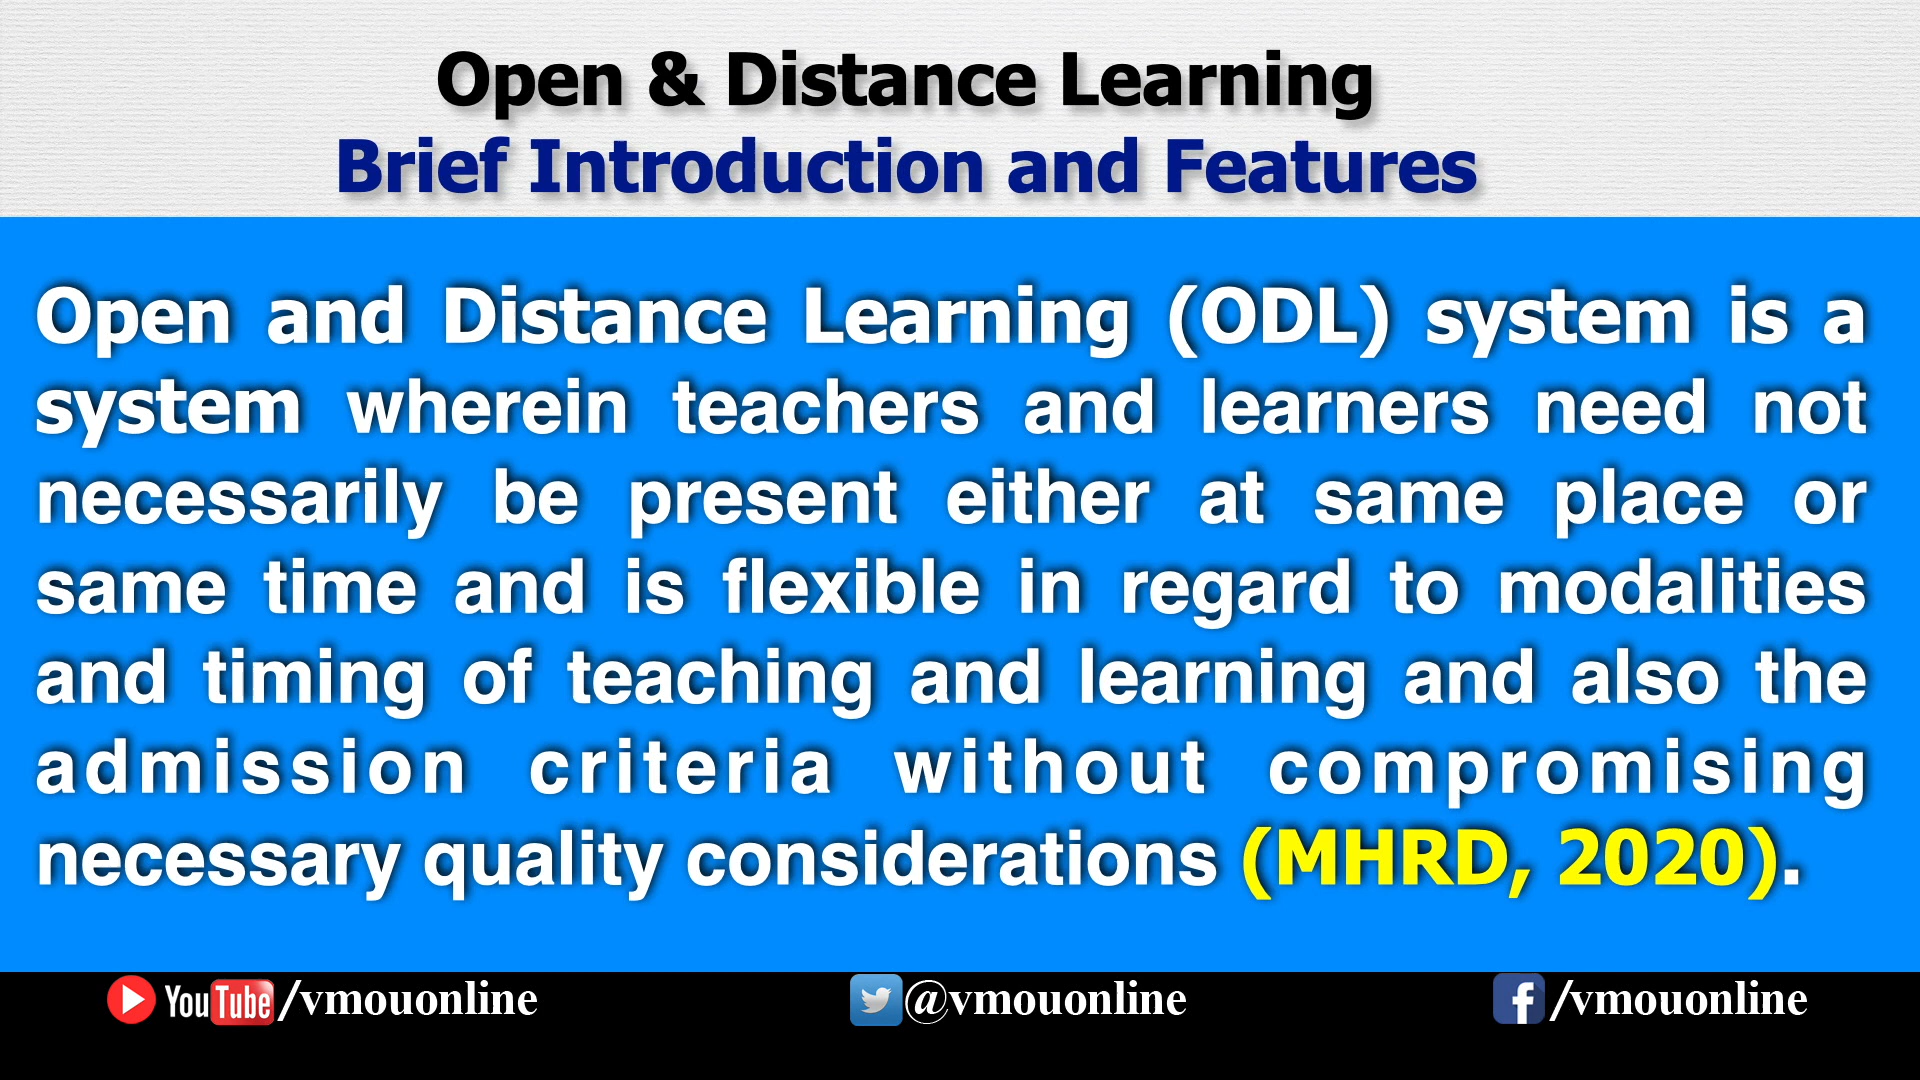 Open & Distance Learning
Brief Introduction and Features
Open and Distance Learning (ODL) system is a
system wherein teachers and learners need not
necessarily be present either at same place or
same time and is flexible in regard to modalities
and timing of teaching and learning and also the
admission criteria without compromising
necessary quality considerations (MHRD, 2020).
YouTube /vmouonline @vmouonline f /vmouonline